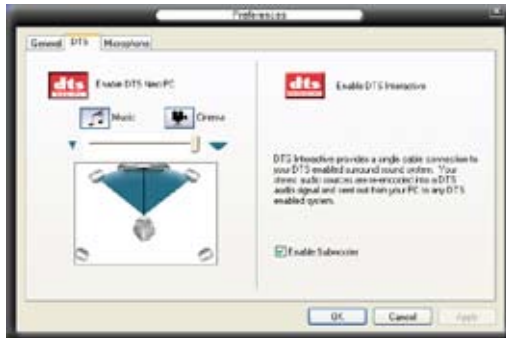 Preferences
General DTS Microphone
dts
Enable DTS Neo:PC
Music Cinema
dts
Enable DTS Interactive
DTS Interactive provides a single cable connection to
your DTS enabled surround sound system. Your
stereo audio sources are re-encoded into a DTS
audio signal and sent out from your PC to any DTS
enabled system.
Enable Subwoofer
OK Cancel Apply